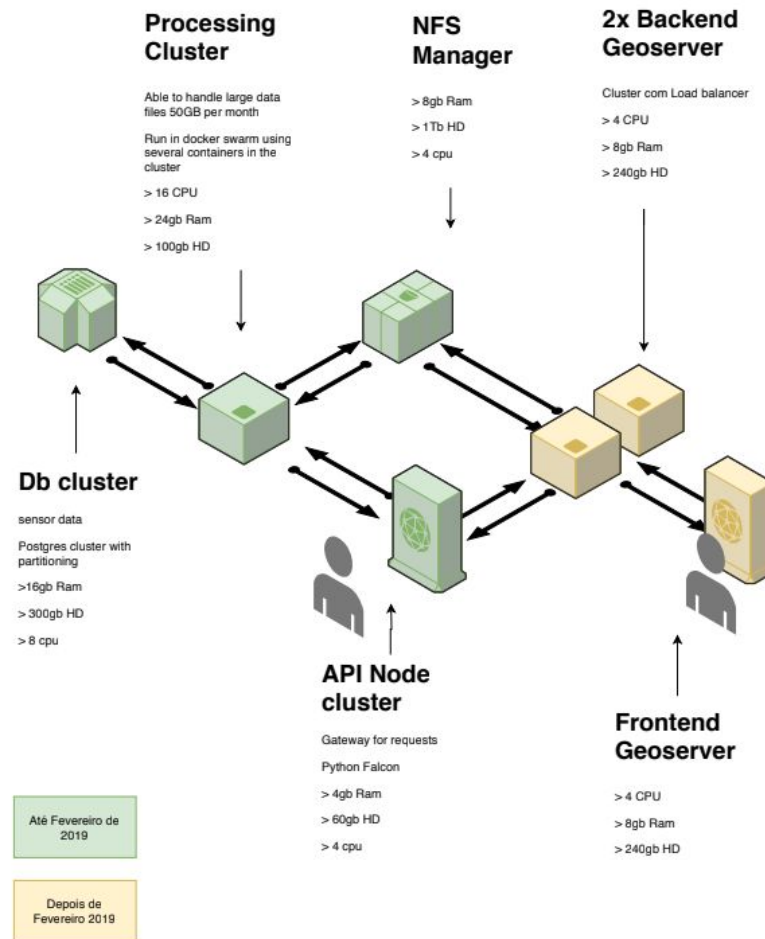 Processing
Cluster
Able to handle large data
files 50GB per month
Run in docker swarm using
several containers in the
cluster
> 16 CPU
> 24gb Ram
> 100gb HD
NFS
Manager
> 8gb Ram
> 1Tb HD
> 4 cpu
2x Backend
Geoserver
Cluster com Load balancer
> 4 CPU
> 8gb Ram
> 240gb HD
Db cluster
sensor data
Postgres cluster with
partitioning
>16gb Ram
> 300gb HD
> 8 cpu
API Node
cluster
Gateway for requests
Python Falcon
> 4gb Ram
> 60gb HD
> 4 cpu
Frontend
Geoserver
> 4 CPU
> 8gb Ram
> 240gb HD
Até Fevereiro de
2019
Depois de
Fevereiro 2019